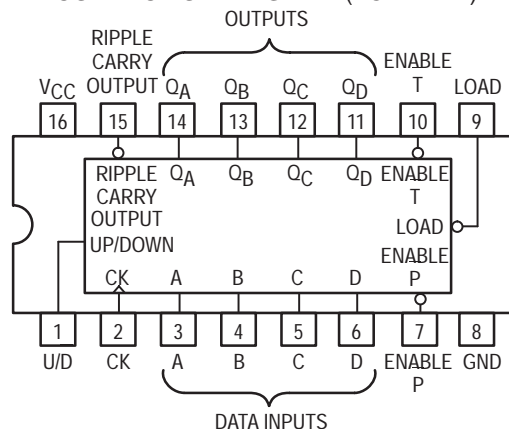 OUTPUTS
RIPPLE CARRY OUTPUT
VCC QA QB QC QD ENABLE T LOAD
16 15 14 13 12 11 10 9
RIPPLE CARRY OUTPUT QA QB QC QD ENABLE T
LOAD
UP/DOWN
ENABLE P
CK A B C D
1 2 3 4 5 6 7 8
U/D CK A B C D ENABLE P GND
DATA INPUTS